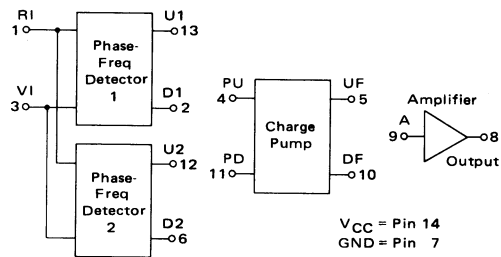 RI
1
U1
13
Phase-
Freq
Detector
1
VI
3
D1
2
PU
4
UF
5
Charge
Pump
PD
11
DF
10
Amplifier
A
9
8
Output
U2
12
Phase-
Freq
Detector
2
D2
6
VCC = Pin 14
GND = Pin 7